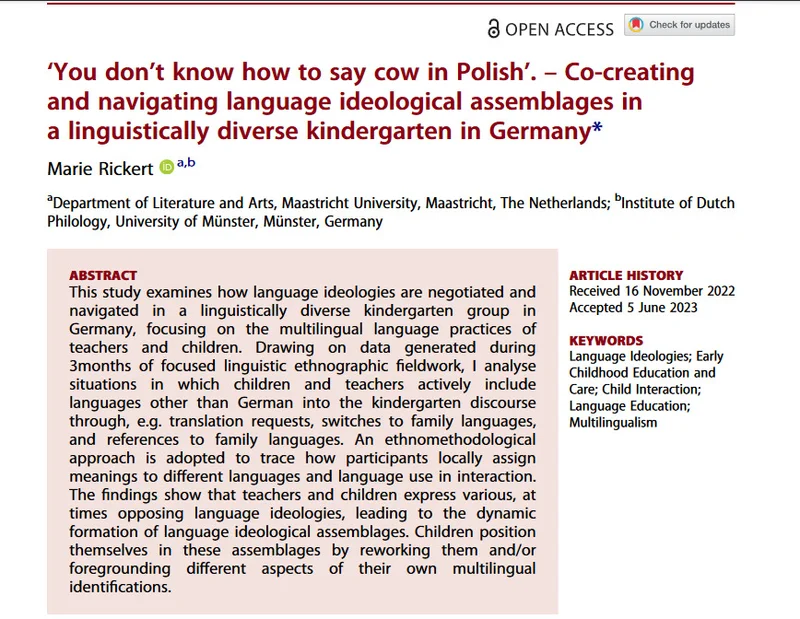 OPEN ACCESS
Check for updates
‘You don’t know how to say cow in Polish’. – Co-creating
and navigating language ideological assemblages in
a linguistically diverse kindergarten in Germany*
Marie Rickert iD a,b
aDepartment of Literature and Arts, Maastricht University, Maastricht, The Netherlands; bInstitute of Dutch
Philology, University of Münster, Münster, Germany
ABSTRACT
This study examines how language ideologies are negotiated and
navigated in a linguistically diverse kindergarten group in
Germany, focusing on the multilingual language practices of
teachers and children. Drawing on data generated during
3months of focused linguistic ethnographic fieldwork, I analyse
situations in which children and teachers actively include
languages other than German into the kindergarten discourse
through, e.g. translation requests, switches to family languages,
and references to family languages. An ethnomethodological
approach is adopted to trace how participants locally assign
meanings to different languages and language use in interaction.
The findings show that teachers and children express various, at
times opposing language ideologies, leading to the dynamic
formation of language ideological assemblages. Children position
themselves in these assemblages by reworking them and/or
foregrounding different aspects of their own multilingual
identifications.
ARTICLE HISTORY
Received 16 November 2022
Accepted 5 June 2023
KEYWORDS
Language Ideologies; Early
Childhood Education and
Care; Child Interaction;
Language Education;
Multilingualism